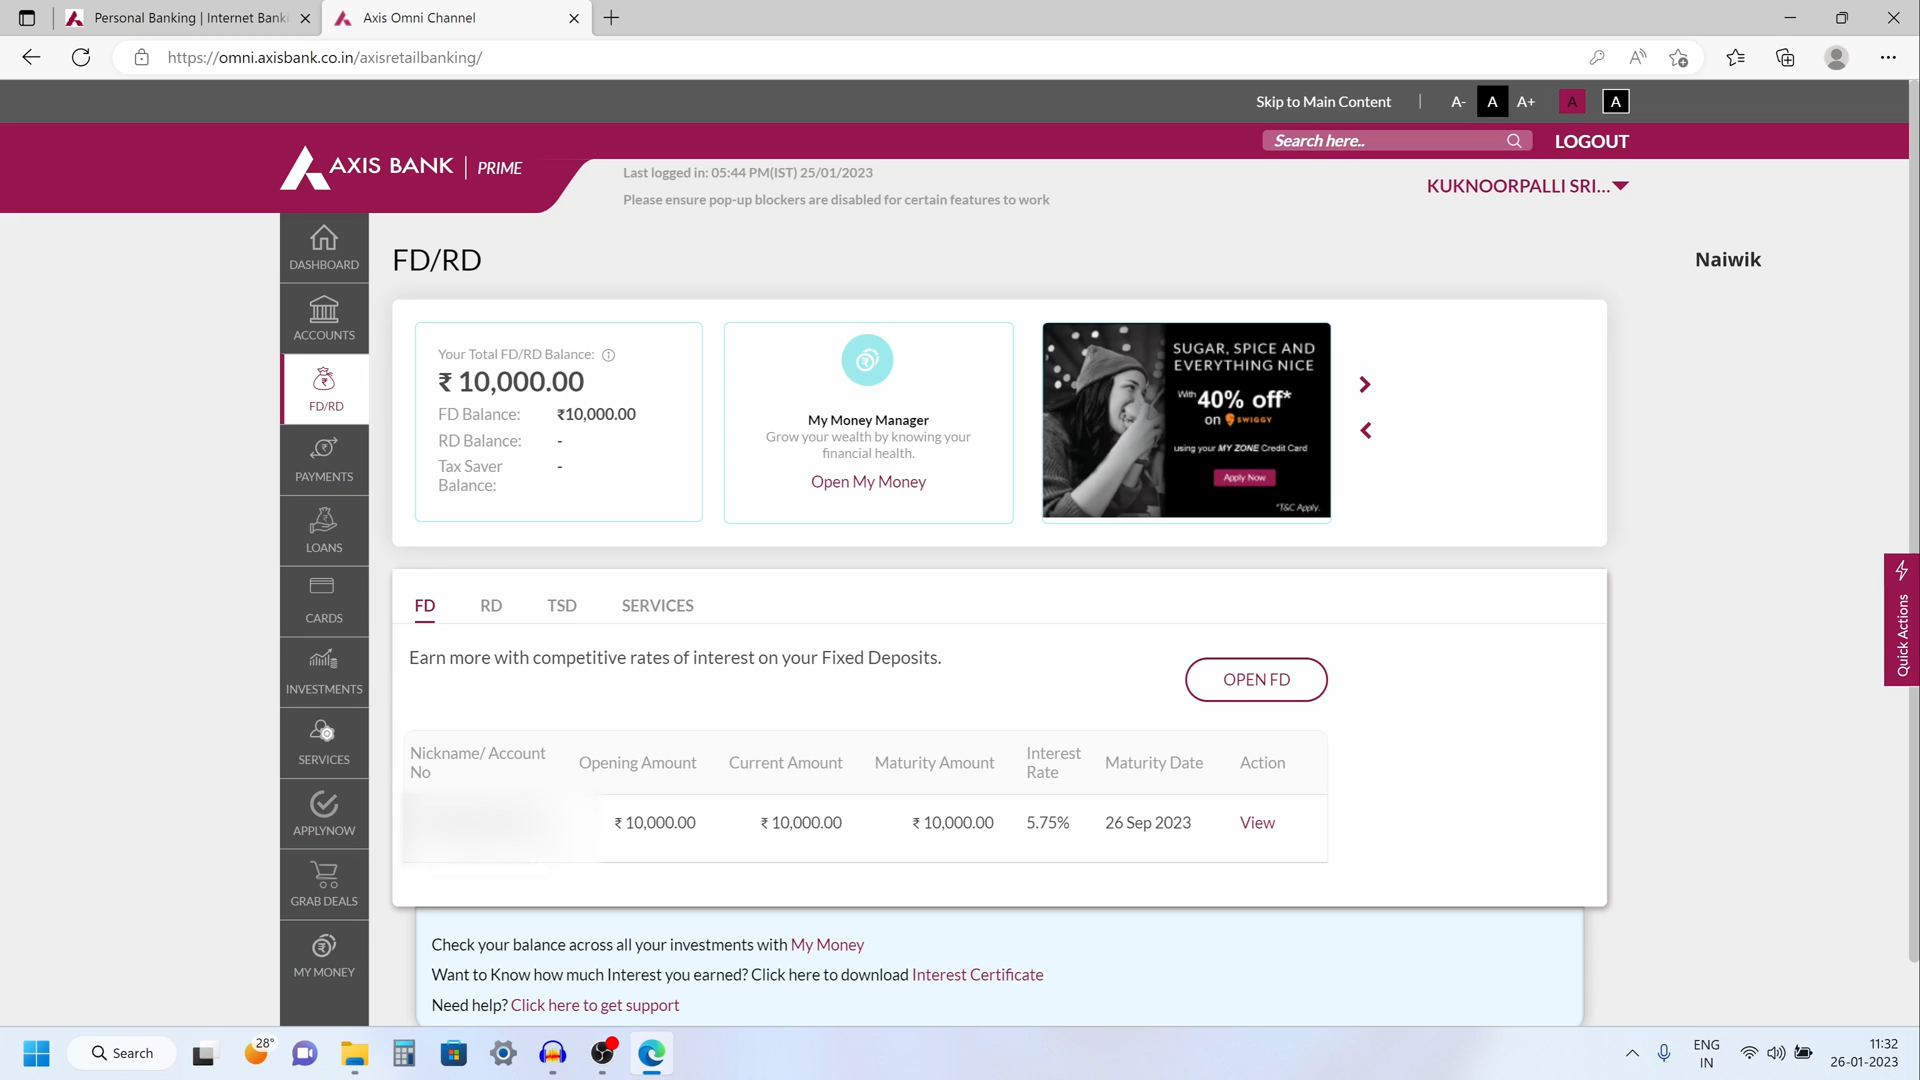 Personal Banking | Internet Banki
Axis Omni Channel
https://omni.axisbank.co.in/axisretailbanking/
Skip to Main Content | A- A A+ A A
Search here..
LOGOUT
AXIS BANK | PRIME
Last logged in: 05:44 PM(IST) 25/01/2023
Please ensure pop-up blockers are disabled for certain features to work
KUKNOORPALLI SRI...
DASHBOARD
ACCOUNTS
FD/RD
PAYMENTS
LOANS
CARDS
INVESTMENTS
SERVICES
APPLYNOW
GRAB DEALS
MY MONEY
FD/RD
Naiwik
Your Total FD/RD Balance:
₹ 10,000.00
FD Balance: ₹10,000.00
RD Balance: -
Tax Saver -
Balance:
My Money Manager
Grow your wealth by knowing your
financial health.
Open My Money
SUGAR, SPICE AND
EVERYTHING NICE
With 40% off*
on SWIGGY
using your MY ZONE Credit Card
Apply Now
*T&C Apply.
Quick Actions
FD RD TSD SERVICES
Earn more with competitive rates of interest on your Fixed Deposits.
OPEN FD
Nickname/ Account
No
Opening Amount
Current Amount
Maturity Amount
Interest
Rate
Maturity Date
Action
₹ 10,000.00 ₹ 10,000.00 ₹ 10,000.00 5.75% 26 Sep 2023 View
Check your balance across all your investments with My Money
Want to Know how much Interest you earned? Click here to download Interest Certificate
Need help? Click here to get support
Search
28°
ENG
IN
11:32
26-01-2023